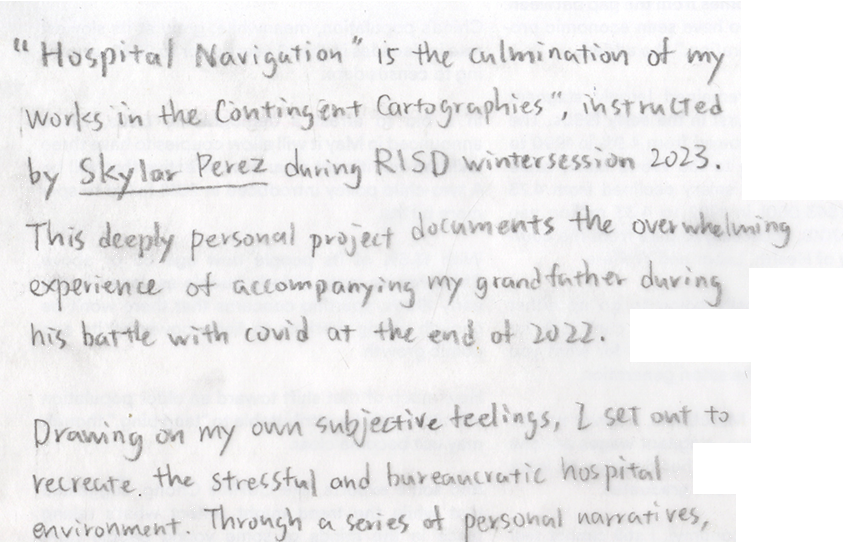 "Hospital Navigation" is the culmination of my
works in the Contingent Cartographies", instructed
by Skylar Perez during RISD wintersession 2023.
This deeply personal project documents the overwhelming
experience of accompanying my grandfather during
his battle with covid at the end of 2022.
Drawing on my own subjective feelings, I set out to
recreate the stressful and bureaucratic hospital
environment. Through a series of personal narratives,